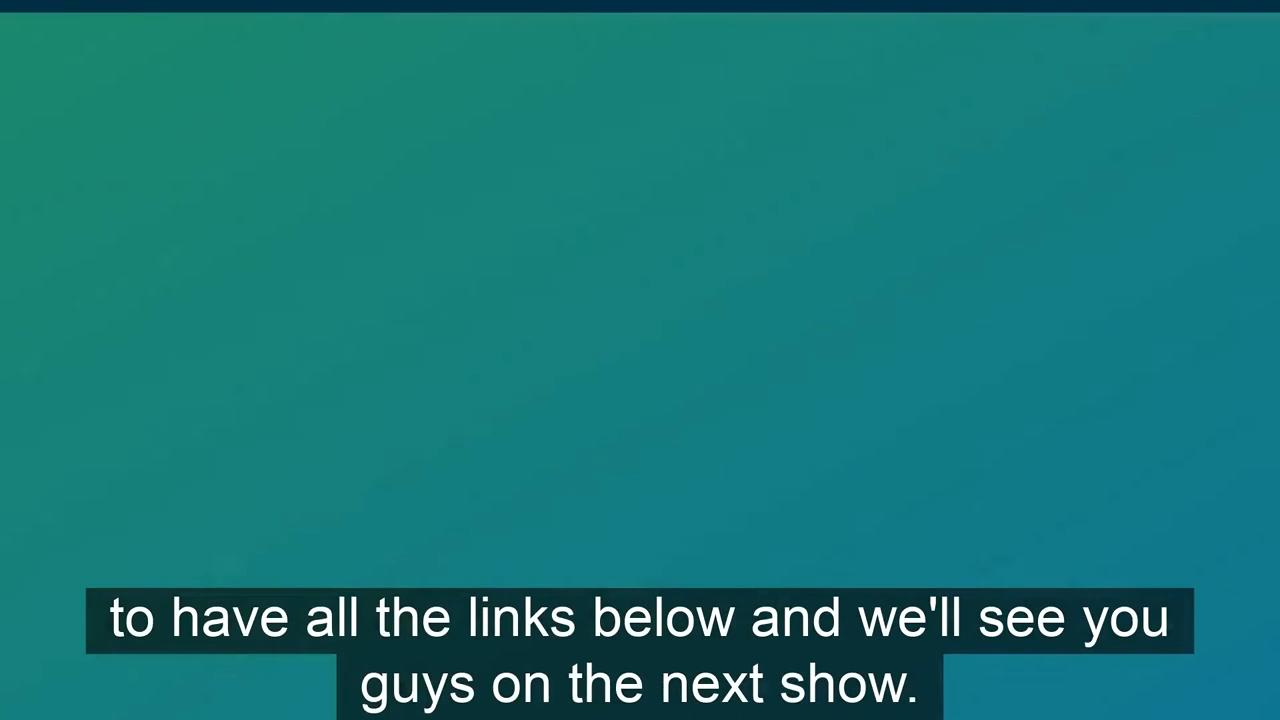 to have all the links below and we'll see you
guys on the next show.